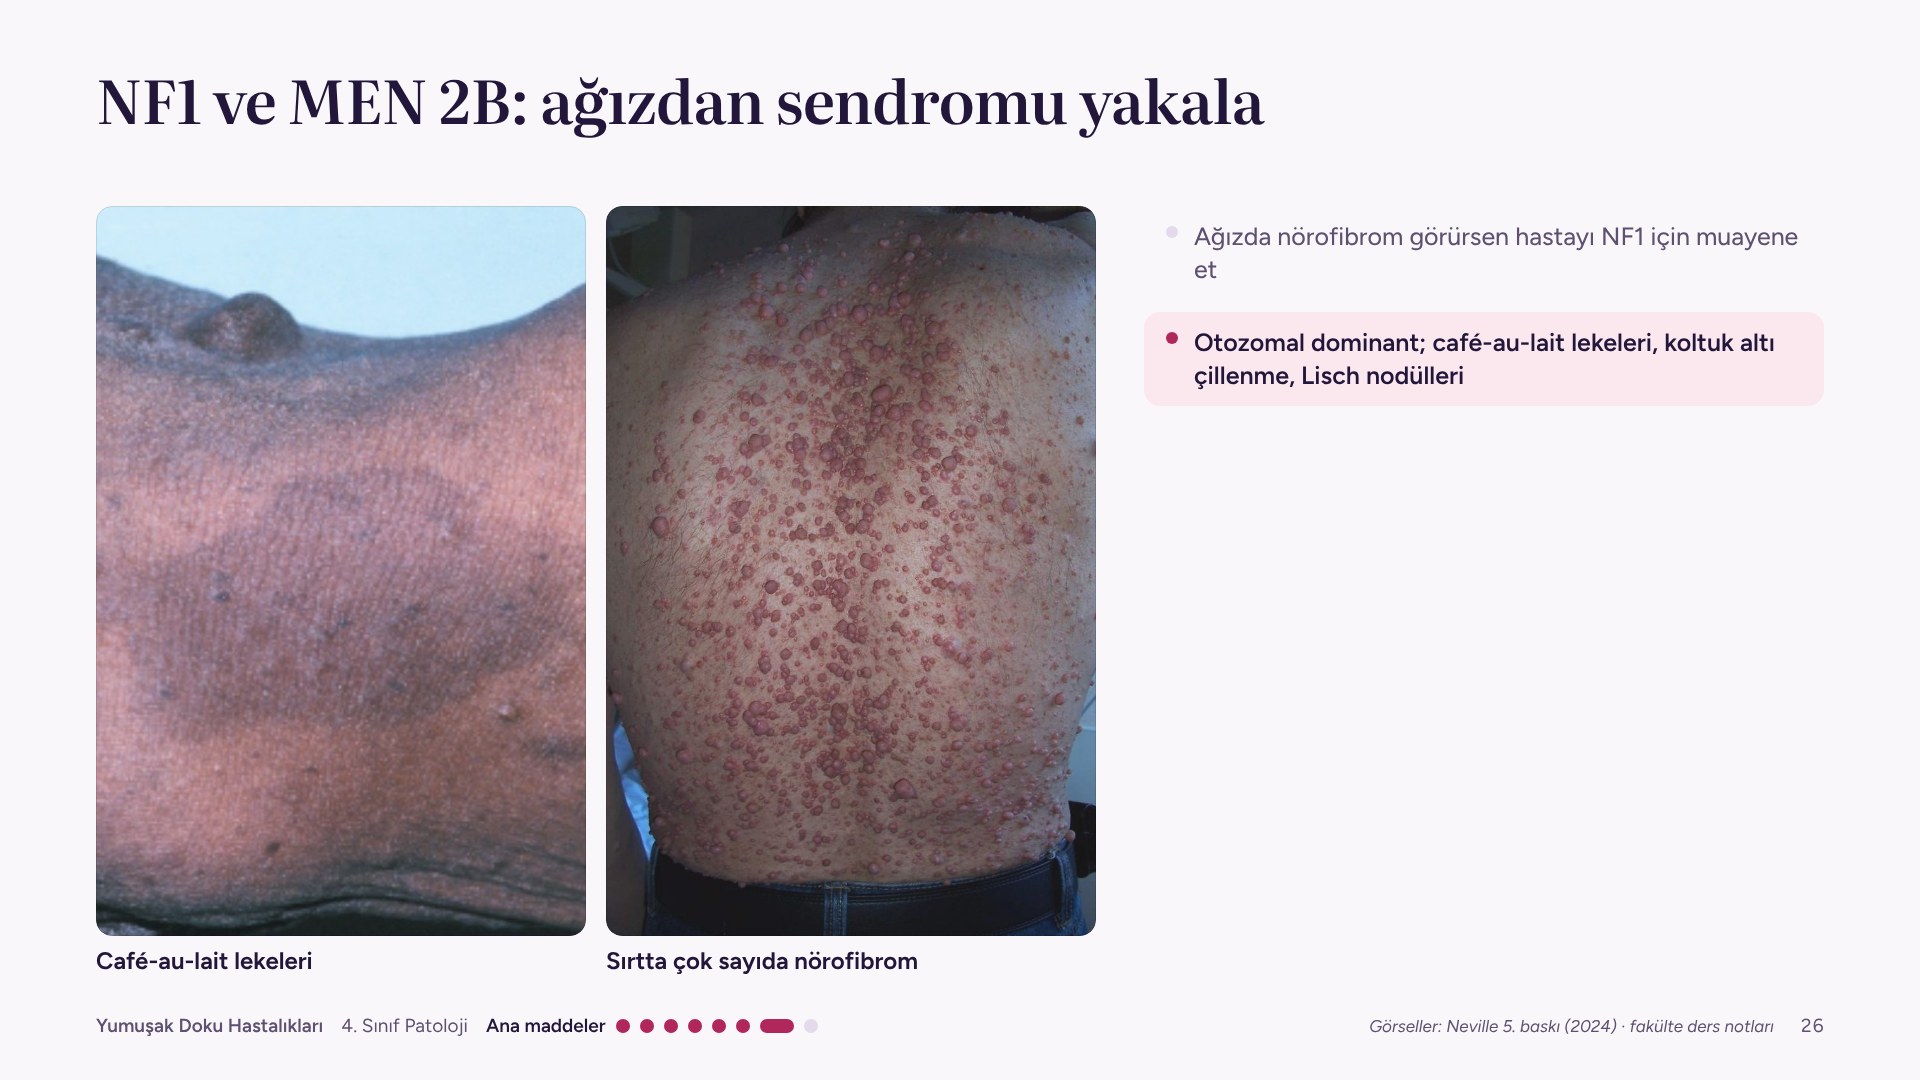 NF1 ve MEN 2B: ağızdan sendromu yakala
Ağızda nörofibrom görürsen hastayı NF1 için muayene
et
Otozomal dominant; café-au-lait lekeleri, koltuk altı
çillenme, Lisch nodülleri
Café-au-lait lekeleri
Sırtta çok sayıda nörofibrom
Yumuşak Doku Hastalıkları 4. Sınıf Patoloji Ana maddeler
Görseller: Neville 5. baskı (2024) · fakülte ders notları 26